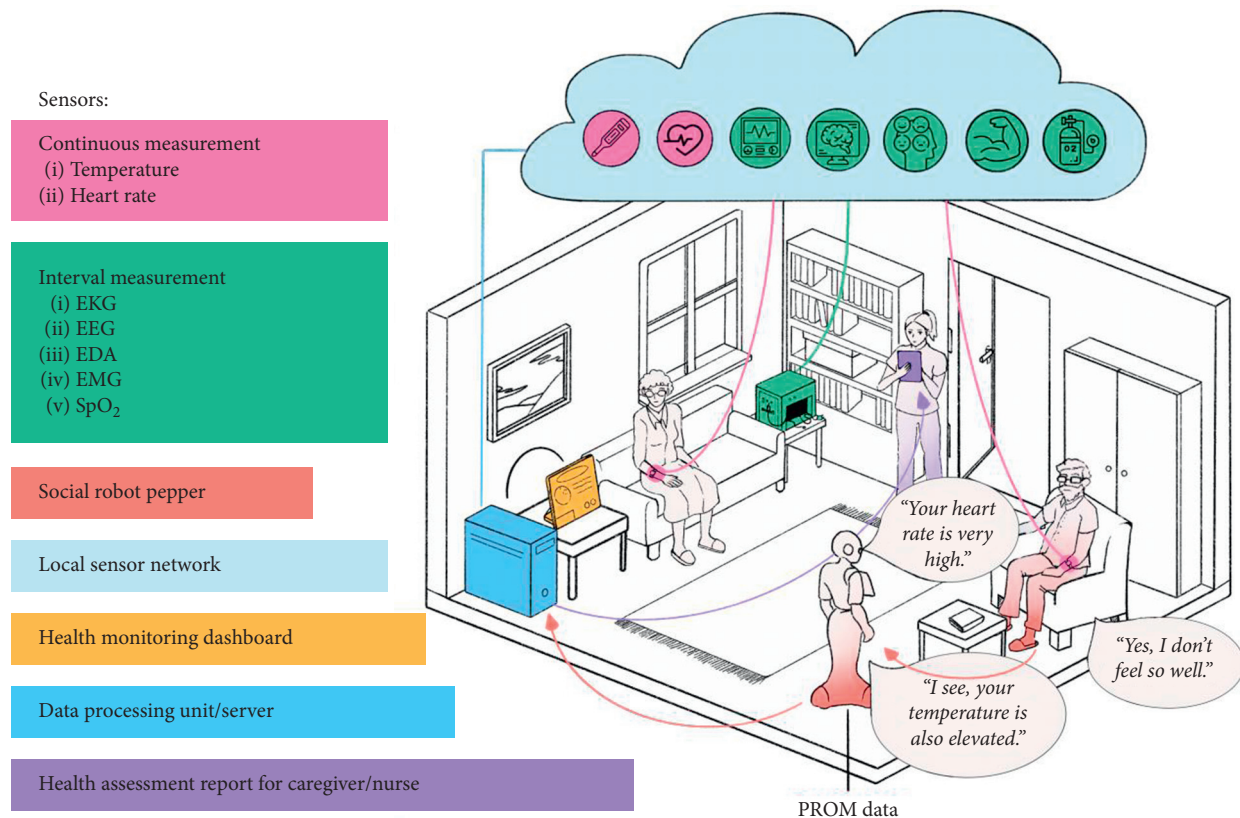 Sensors:
Continuous measurement
(i) Temperature
(ii) Heart rate
Interval measurement
(i) EKG
(ii) EEG
(iii) EDA
(iv) EMG
(v) SpO₂
Social robot pepper
Local sensor network
Health monitoring dashboard
Data processing unit/server
Health assessment report for caregiver/nurse
O2
“Your heart
rate is very
high.”
“Yes, I don’t
feel so well.”
“I see, your
temperature is
also elevated.”
PROM data